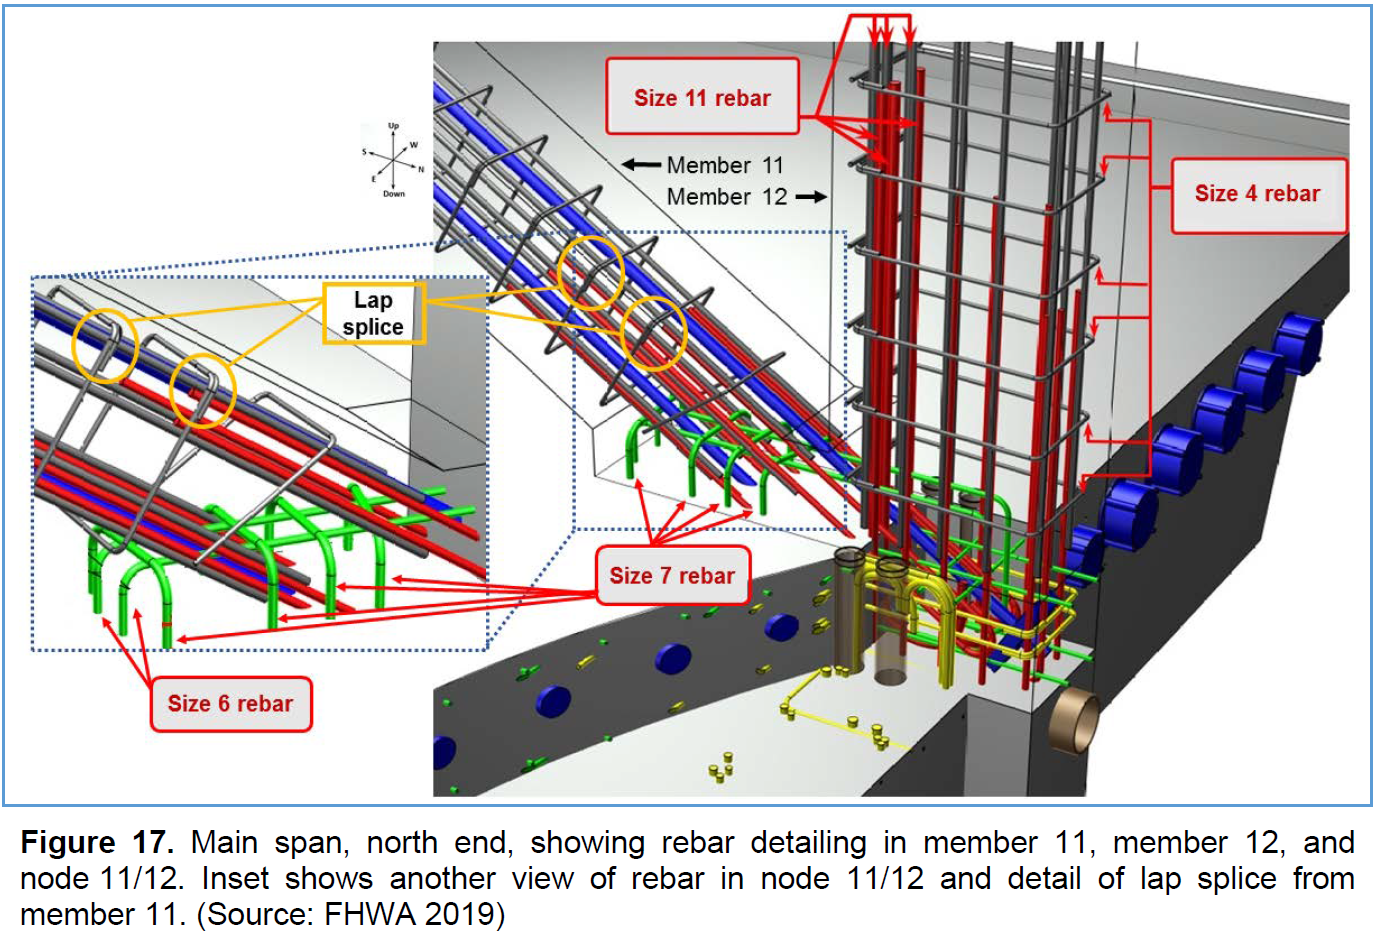 Size 11 rebar
Up
W
S
N
E
Down
Member 11
Member 12
Size 4 rebar
Lap
splice
Size 7 rebar
Size 6 rebar
Figure 17. Main span, north end, showing rebar detailing in member 11, member 12, and
node 11/12. Inset shows another view of rebar in node 11/12 and detail of lap splice from
member 11. (Source: FHWA 2019)